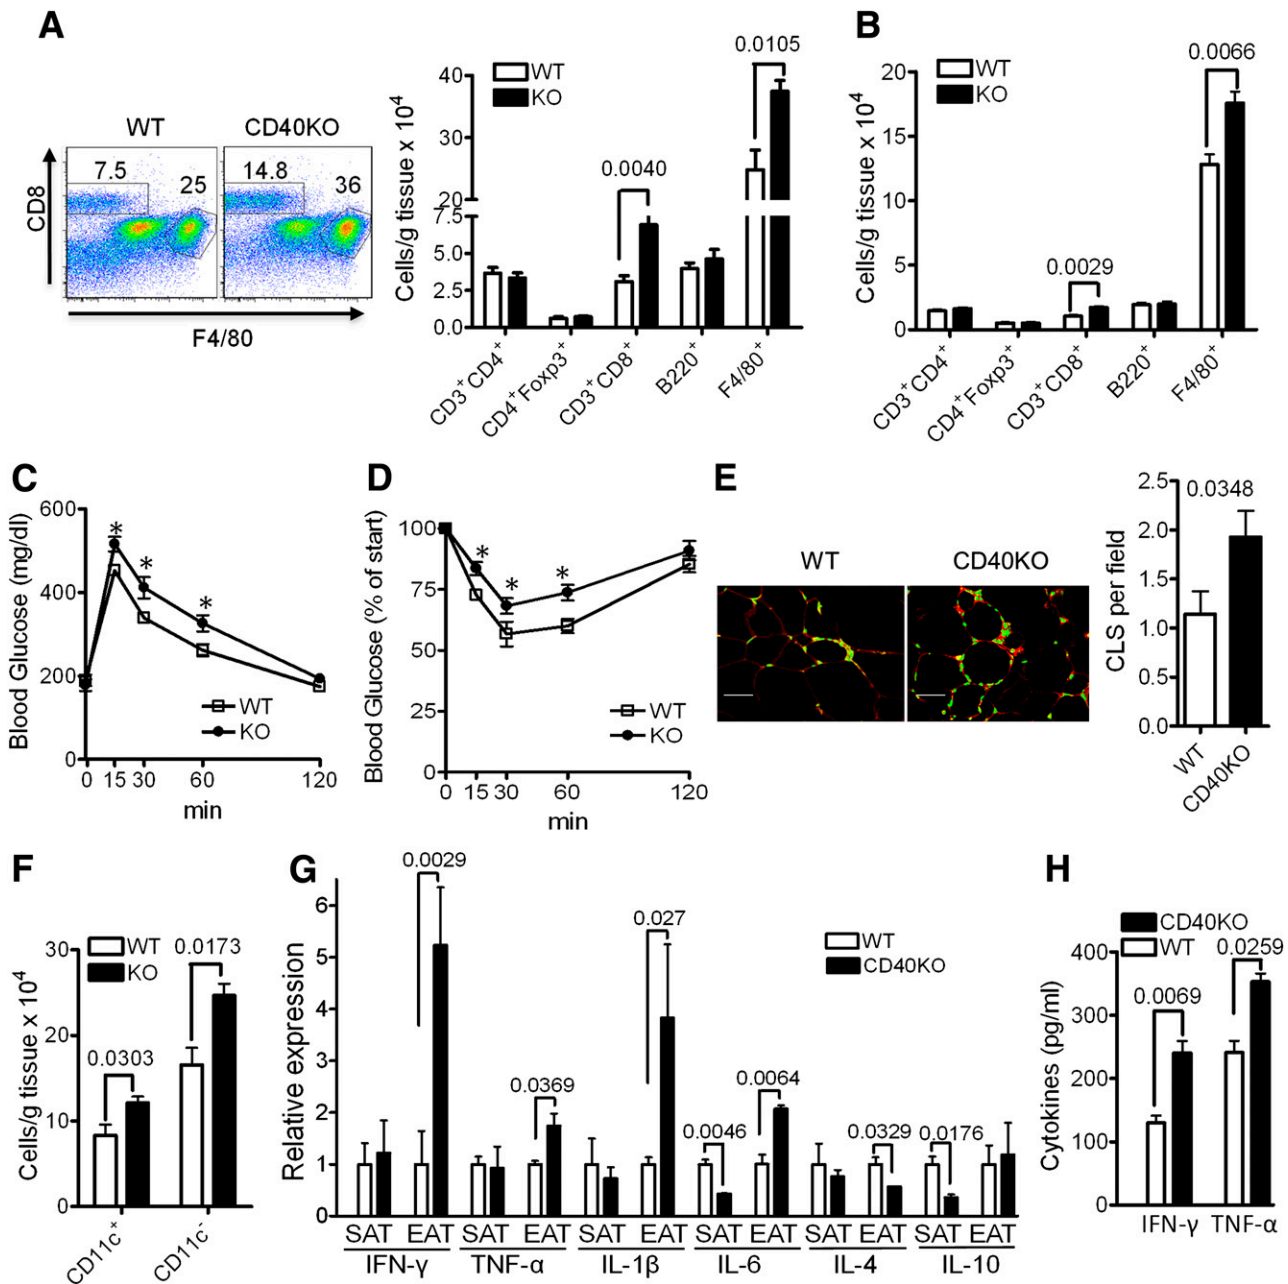 A
WT
CD40KO
7.5
25
14.8
36
CD8
F4/80
Cells/g tissue x 10⁴
40
30
20
7.5
5.0
2.5
0.0
WT
KO
0.0040
0.0105
CD3⁺CD4⁺
CD4⁺Foxp3⁺
CD3⁺CD8⁺
B220⁺
F4/80⁺
B
Cells/g tissue x 10⁴
20
15
10
5
0
WT
KO
0.0029
0.0066
CD3⁺CD4⁺
CD4⁺Foxp3⁺
CD3⁺CD8⁺
B220⁺
F4/80⁺
C
Blood Glucose (mg/dl)
600
400
200
0
* * *
WT
KO
0 15 30 60 120
min
D
Blood Glucose (% of start)
100
75
50
25
0
* * *
WT
KO
0 15 30 60 120
min
E
WT
CD40KO
CLS per field
2.5
2.0
1.5
1.0
0.5
0.0
0.0348
WT
CD40KO
F
Cells/g tissue x 10⁴
30
20
10
0
WT
KO
0.0303
0.0173
CD11c⁺
CD11c⁻
G
Relative expression
6
5
4
3
2
1
0
0.0029
0.0369
0.027
0.0046
0.0064
0.0329
0.0176
WT
CD40KO
SAT EAT SAT EAT SAT EAT SAT EAT SAT EAT SAT EAT
IFN-γ TNF-α IL-1β IL-6 IL-4 IL-10
H
CD40KO
WT
Cytokines (pg/ml)
400
300
200
100
0
0.0069
0.0259
IFN-γ TNF-α